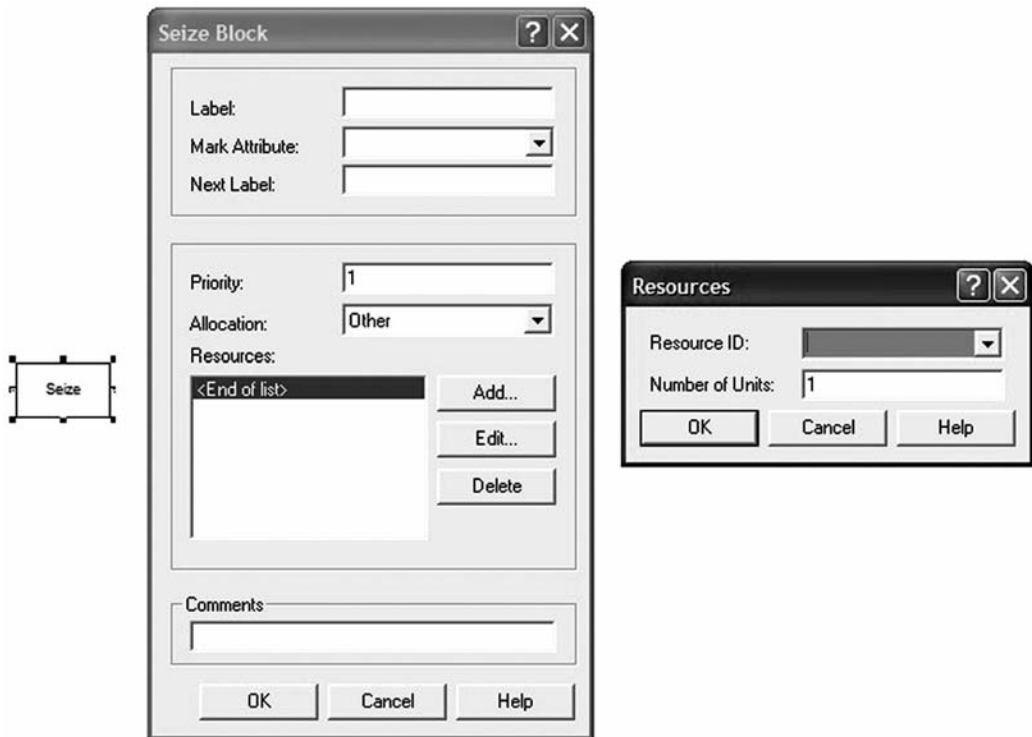 Seize
Seize Block
Label:
Mark Attribute:
Next Label:
Priority: 1
Allocation: Other
Resources:
<End of list>
Add...
Edit...
Delete
Comments
OK Cancel Help
Resources
Resource ID:
Number of Units: 1
OK Cancel Help